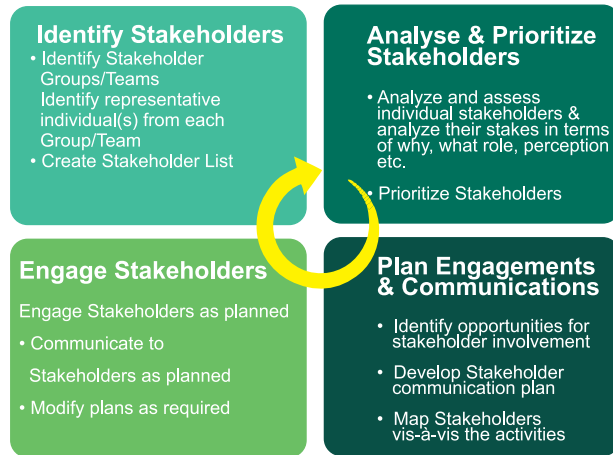 Identify Stakeholders
• Identify Stakeholder
Groups/Teams
Identify representative
individual(s) from each
Group/Team
• Create Stakeholder List
Analyse & Prioritize
Stakeholders
• Analyze and assess
individual stakeholders &
analyze their stakes in terms
of why, what role, perception
etc.
• Prioritize Stakeholders
Engage Stakeholders
Engage Stakeholders as planned
• Communicate to
Stakeholders as planned
• Modify plans as required
Plan Engagements
& Communications
• Identify opportunities for
stakeholder involvement
• Develop Stakeholder
communication plan
• Map Stakeholders
vis-à-vis the activities